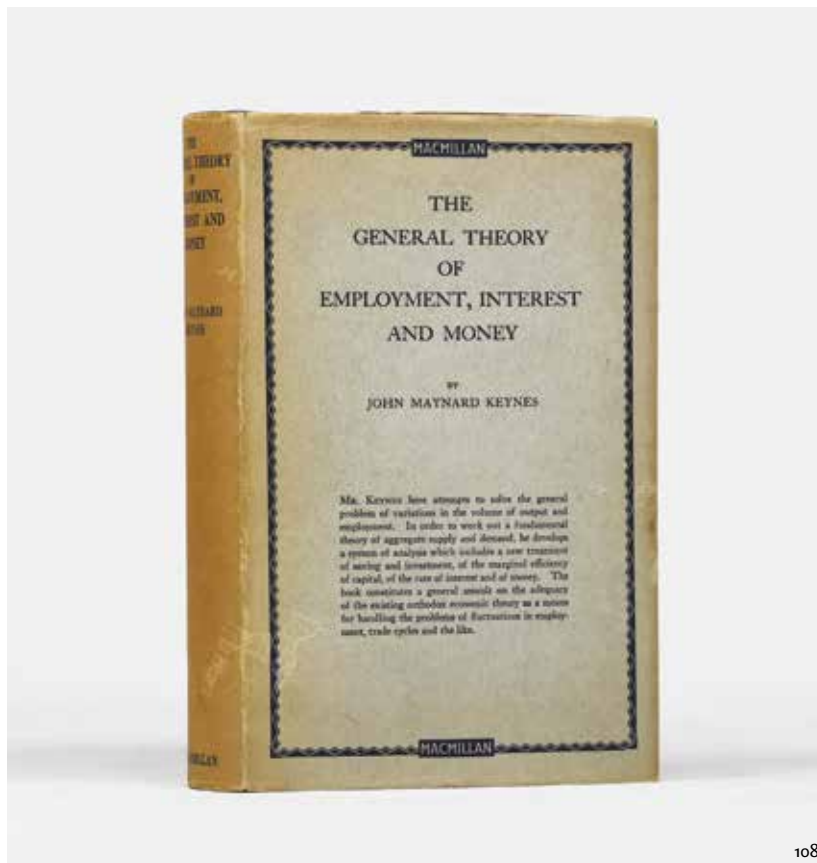 MACMILLAN
THE
GENERAL THEORY
OF
EMPLOYMENT, INTEREST
AND MONEY
BY
JOHN MAYNARD KEYNES
MR. KEYNES here attempts to solve the general
problem of variations in the volume of output and
employment. In order to work out a fundamental
theory of aggregate supply and demand, he develops
a system of analysis which includes a new treatment
of saving and investment, of the marginal efficiency
of capital, of the rate of interest and of money. The
book constitutes a general assault on the adequacy
of the existing orthodox economic theory as a means
for handling the problems of fluctuations in employ-
ment, trade cycles and the like.
MACMILLAN
THEORY
AND
108